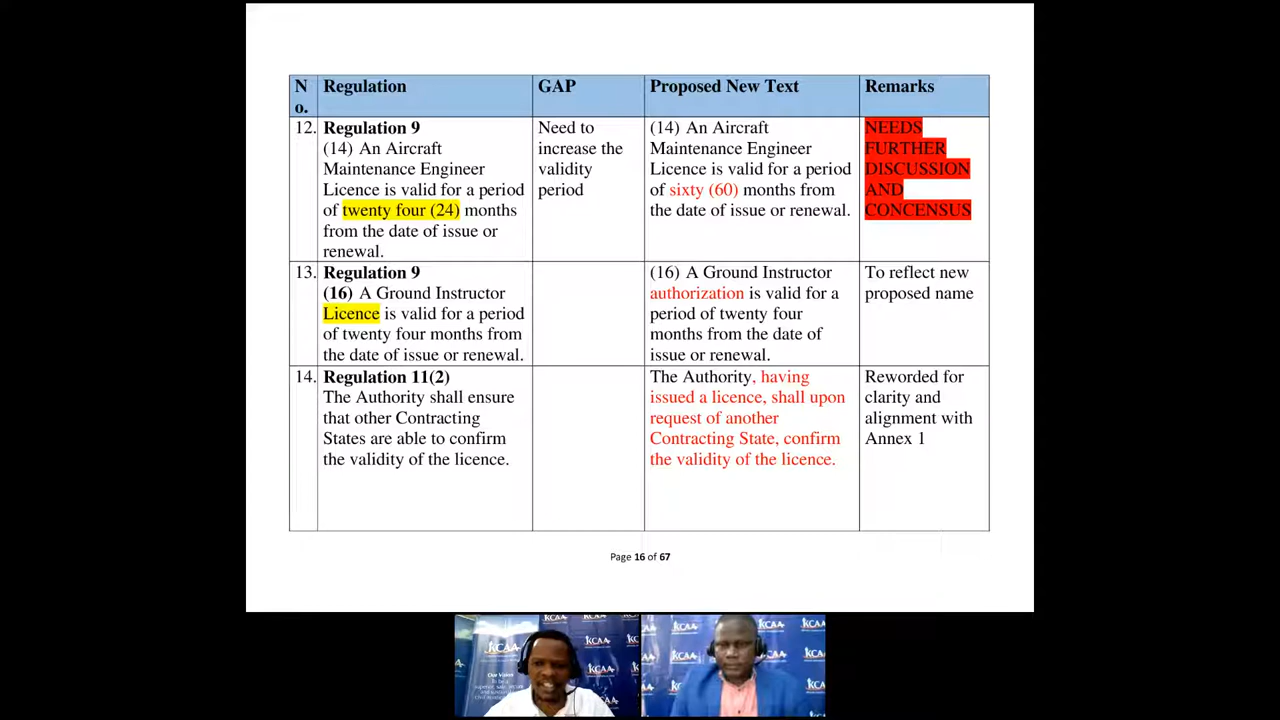 N
o.
Regulation
GAP
Proposed New Text
Remarks
12.
Regulation 9
(14) An Aircraft
Maintenance Engineer
Licence is valid for a period
of twenty four (24) months
from the date of issue or
renewal.
Need to
increase the
validity
period
(14) An Aircraft
Maintenance Engineer
Licence is valid for a period
of sixty (60) months from
the date of issue or renewal.
NEEDS
FURTHER
DISCUSSION
AND
CONCENSUS
13.
Regulation 9
(16) A Ground Instructor
Licence is valid for a period
of twenty four months from
the date of issue or renewal.
(16) A Ground Instructor
authorization is valid for a
period of twenty four
months from the date of
issue or renewal.
To reflect new
proposed name
14.
Regulation 11(2)
The Authority shall ensure
that other Contracting
States are able to confirm
the validity of the licence.
The Authority, having
issued a licence, shall upon
request of another
Contracting State, confirm
the validity of the licence.
Reworded for
clarity and
alignment with
Annex 1
Page 16 of 67
KCAA
KCAA
KCAA
KCAA
KCAA
Our Vision